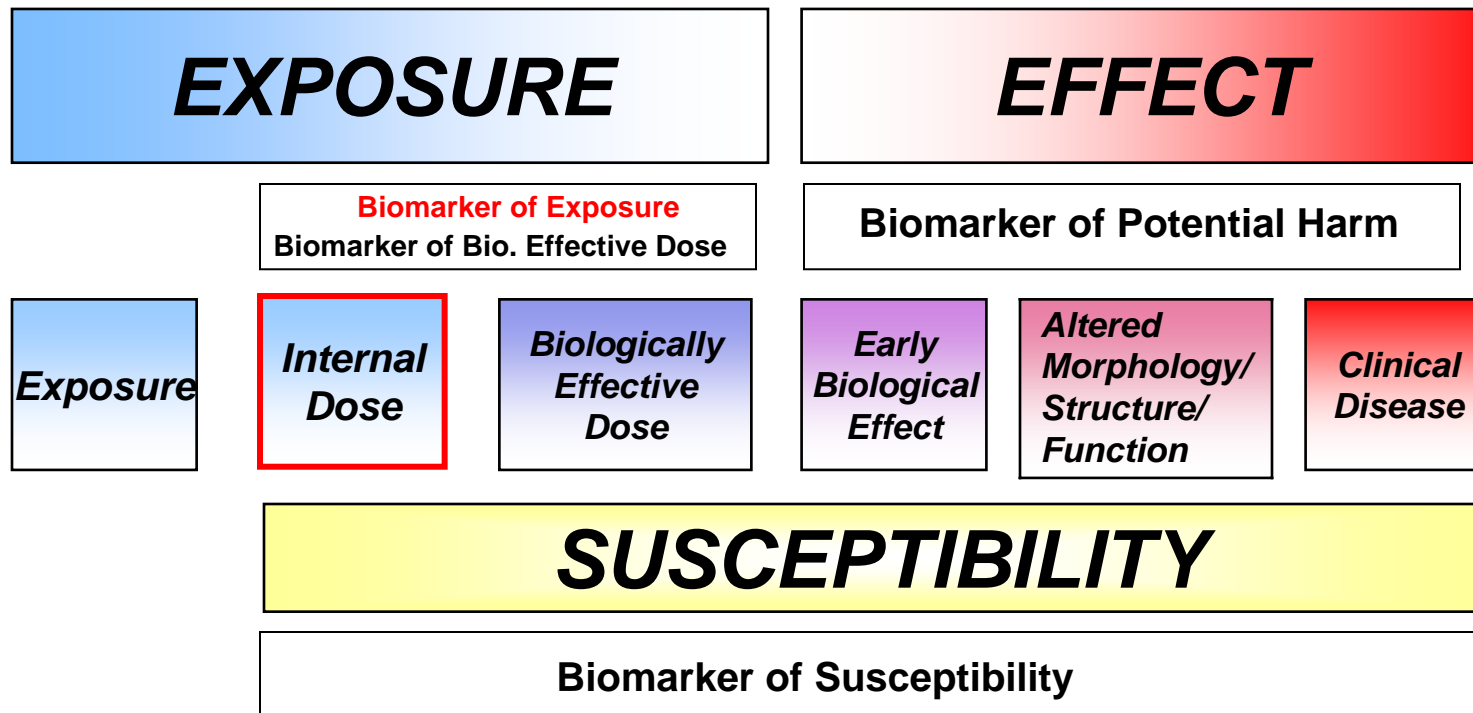 EXPOSURE
EFFECT
Biomarker of Exposure
Biomarker of Bio. Effective Dose
Biomarker of Potential Harm
Exposure
Internal
Dose
Biologically
Effective
Dose
Early
Biological
Effect
Altered
Morphology/
Structure/
Function
Clinical
Disease
SUSCEPTIBILITY
Biomarker of Susceptibility